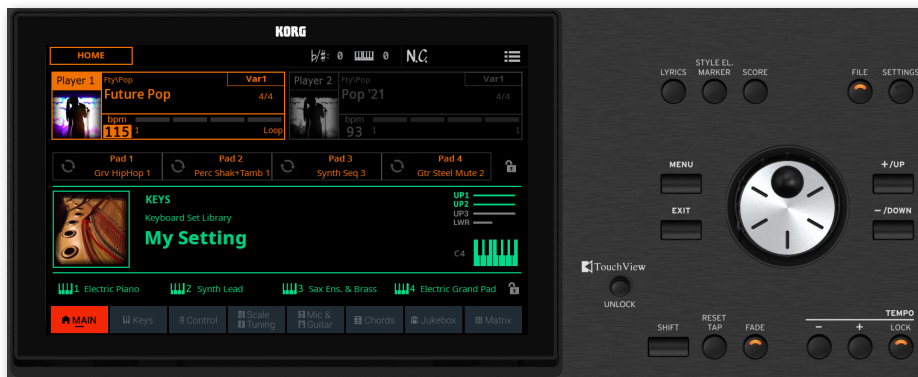 KORG
HOME
b/#: 0 0 N.C.
Player 1 Fty\Pop Var1
Future Pop 4/4
bpm
115 1 Loop
Player 2 Fty\Pop Var1
Pop '21 4/4
bpm
93 1 1
Pad 1
Grv HipHop 1
Pad 2
Perc Shak+Tamb 1
Pad 3
Synth Seq 3
Pad 4
Gtr Steel Mute 2
KEYS
Keyboard Set Library
My Setting
UP1
UP2
UP3
LWR
C4
1 Electric Piano
2 Synth Lead
3 Sax Ens. & Brass
4 Electric Grand Pad
MAIN
Keys
Control
Scale
Tuning
Mic &
Guitar
Chords
Jukebox
Matrix
LYRICS
STYLE EL.
MARKER
SCORE
FILE
SETTINGS
MENU
+/UP
EXIT
-/DOWN
TouchView
UNLOCK
SHIFT
RESET
TAP
FADE
TEMPO
-
+
LOCK